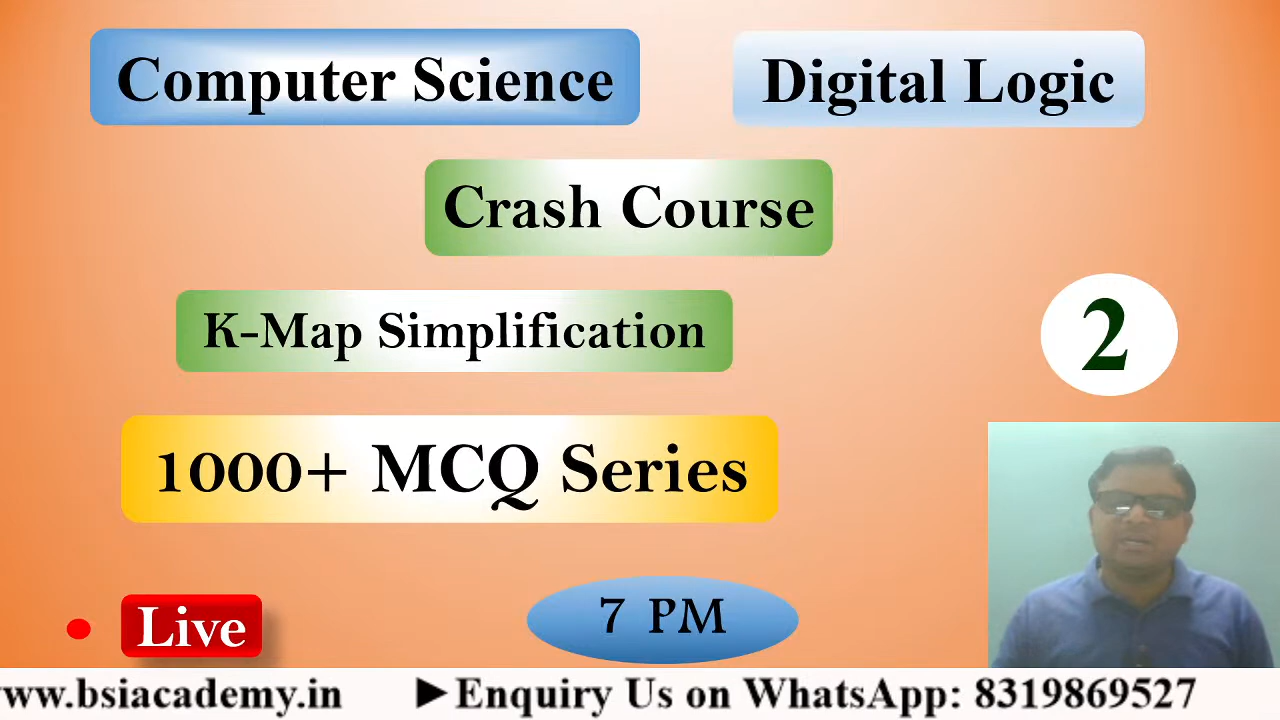 Computer Science
Digital Logic
Crash Course
K-Map Simplification
2
1000+ MCQ Series
Live
7 PM
www.bsiacademy.in ►Enquiry Us on WhatsApp: 8319869527